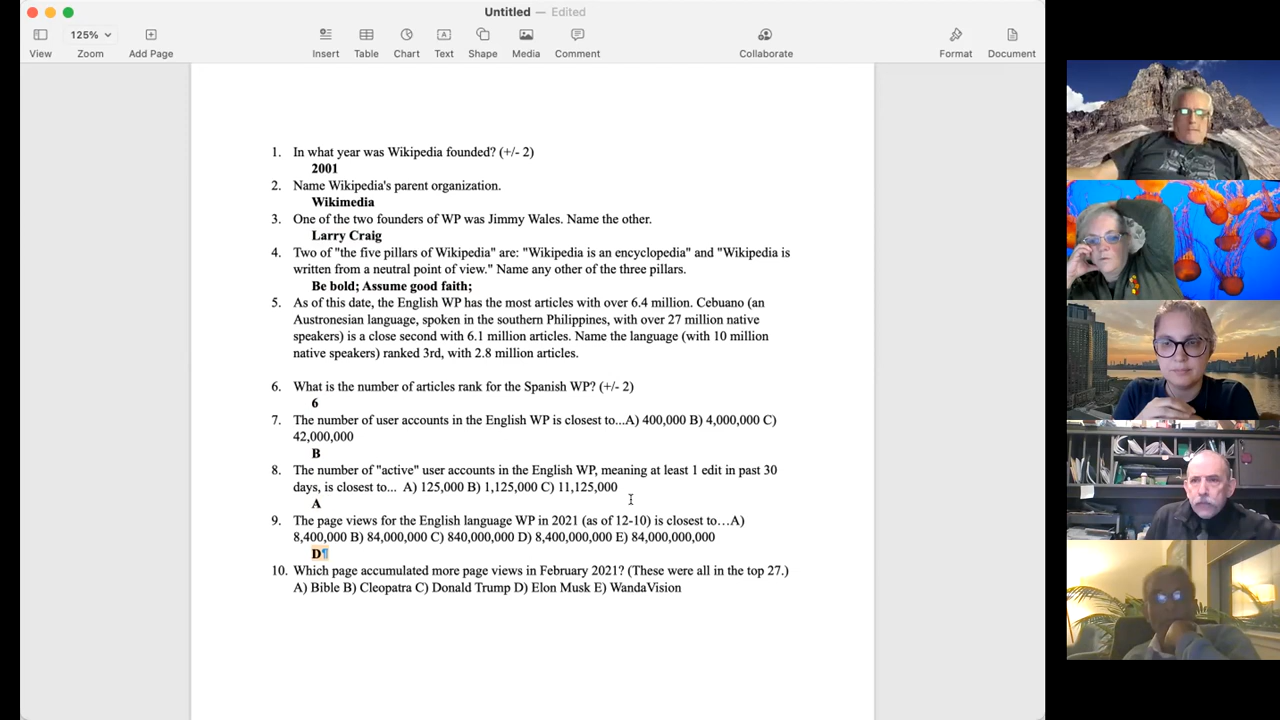 Untitled — Edited
125%
View
Zoom
Add Page
Insert
Table
Chart
Text
Shape
Media
Comment
Collaborate
Format
Document
1. In what year was Wikipedia founded? (+/- 2)
2001
2. Name Wikipedia's parent organization.
Wikimedia
3. One of the two founders of WP was Jimmy Wales. Name the other.
Larry Craig
4. Two of "the five pillars of Wikipedia" are: "Wikipedia is an encyclopedia" and "Wikipedia is
written from a neutral point of view." Name any other of the three pillars.
Be bold; Assume good faith;
5. As of this date, the English WP has the most articles with over 6.4 million. Cebuano (an
Austronesian language, spoken in the southern Philippines, with over 27 million native
speakers) is a close second with 6.1 million articles. Name the language (with 10 million
native speakers) ranked 3rd, with 2.8 million articles.
6. What is the number of articles rank for the Spanish WP? (+/- 2)
6
7. The number of user accounts in the English WP is closest to...A) 400,000 B) 4,000,000 C)
42,000,000
B
8. The number of "active" user accounts in the English WP, meaning at least 1 edit in past 30
days, is closest to... A) 125,000 B) 1,125,000 C) 11,125,000
A
9. The page views for the English language WP in 2021 (as of 12-10) is closest to…A)
8,400,000 B) 84,000,000 C) 840,000,000 D) 8,400,000,000 E) 84,000,000,000
D¶
10. Which page accumulated more page views in February 2021? (These were all in the top 27.)
A) Bible B) Cleopatra C) Donald Trump D) Elon Musk E) WandaVision